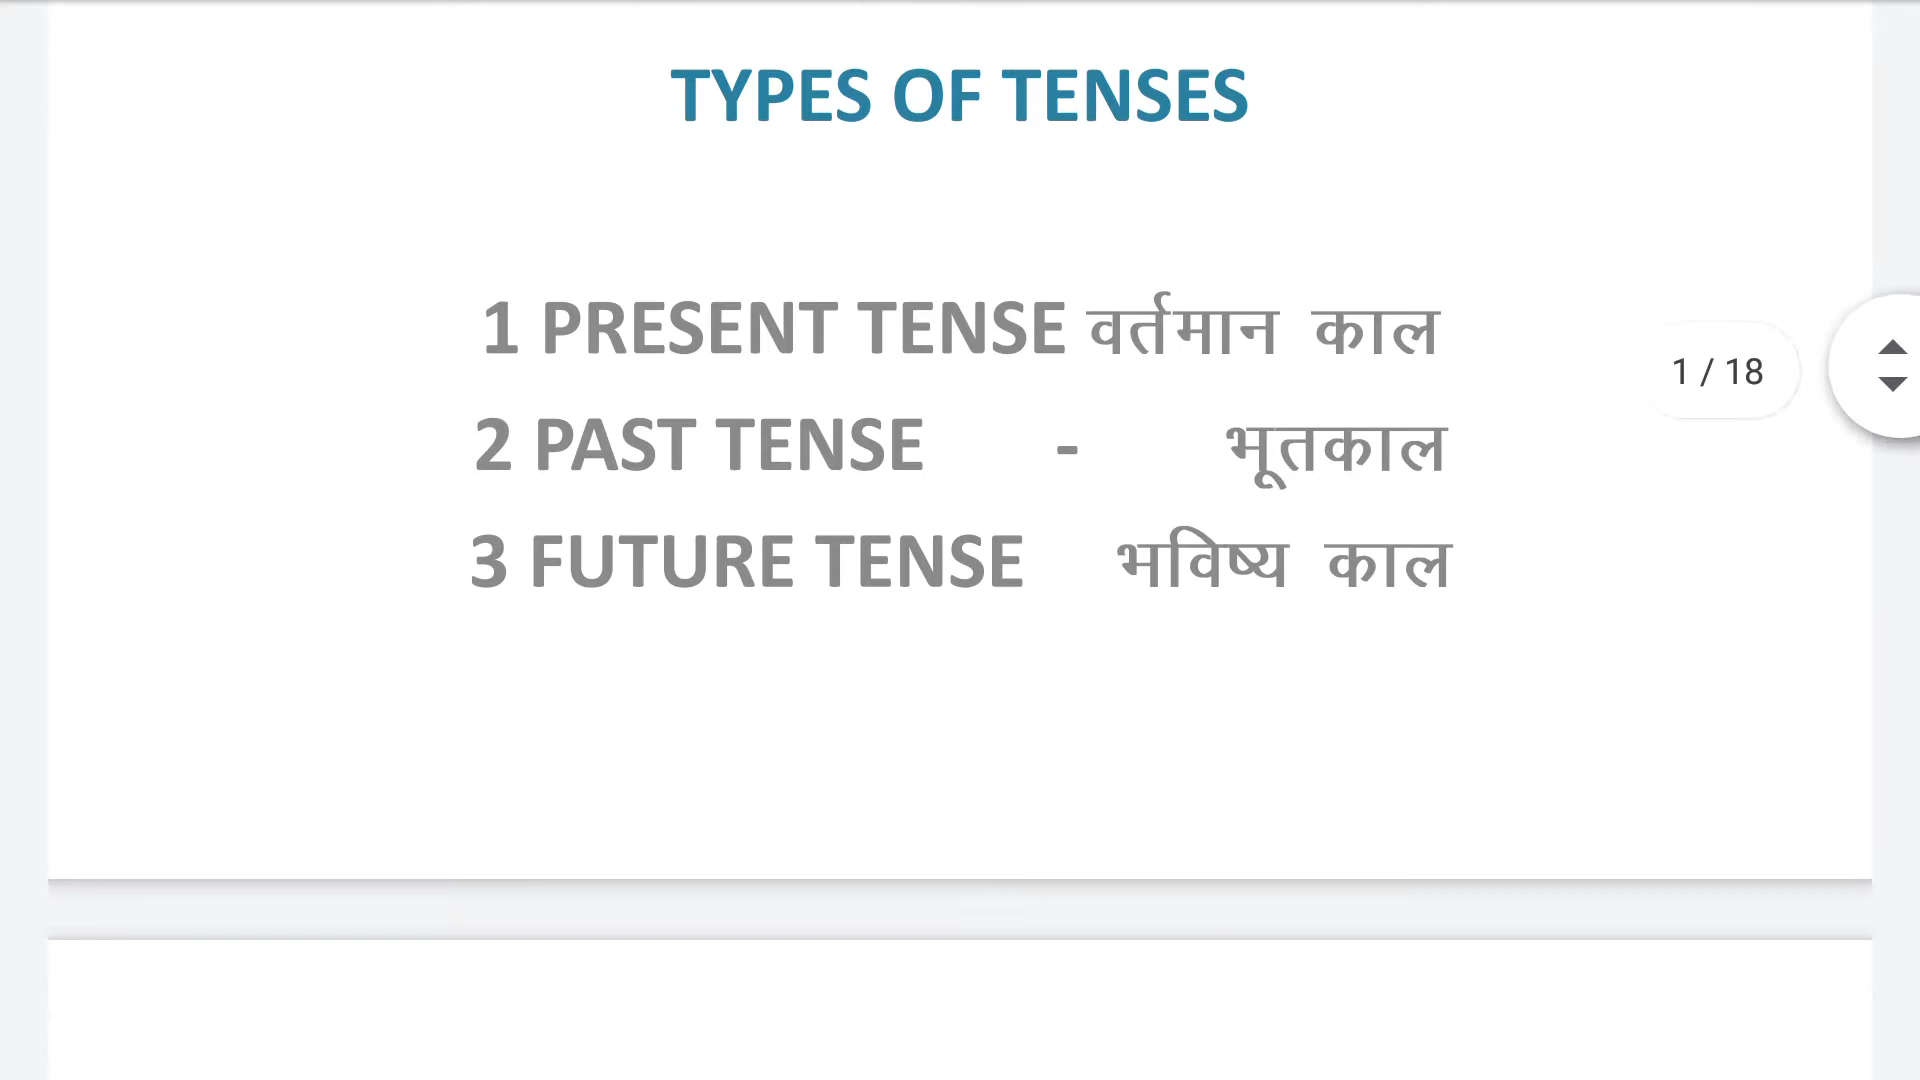 TYPES OF TENSES
1 PRESENT TENSE वर्तमान काल
1 / 18
2 PAST TENSE - भूतकाल
3 FUTURE TENSE भविष्य काल